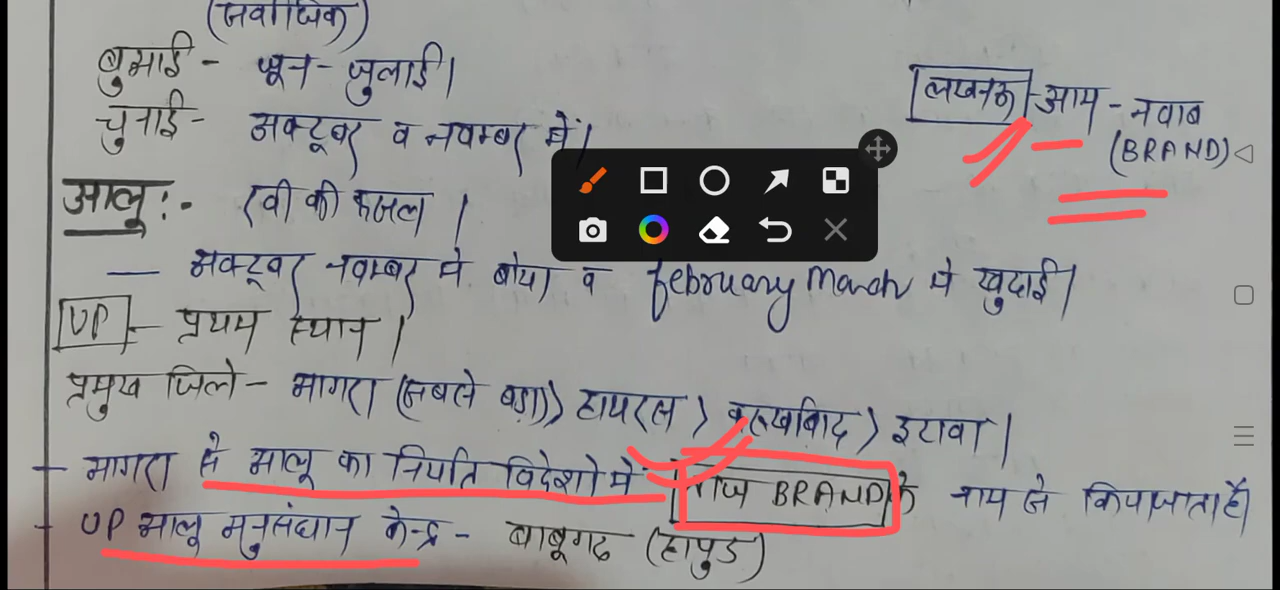 (सर्वाधिक)
बुआई - जून - जुलाई।
चुनाई - अक्टूबर व नवम्बर में।
लखनऊ - आम - नवाब
(BRAND)
आलू :- रवी की फसल।
— अक्टूबर नवम्बर मे बोया व february March मे खुदाई।
UP - प्रथम स्थान।
प्रमुख जिले - आगरा (सबसे बड़ा) > हाथरस > फरूखाबाद > इटावा।
- आगरा से आलू का निर्यात विदेशो मे ताज BRAND के नाम से किया जाता है।
- UP आलू अनुसंधान केन्द्र - बाबूगढ (हापुड)